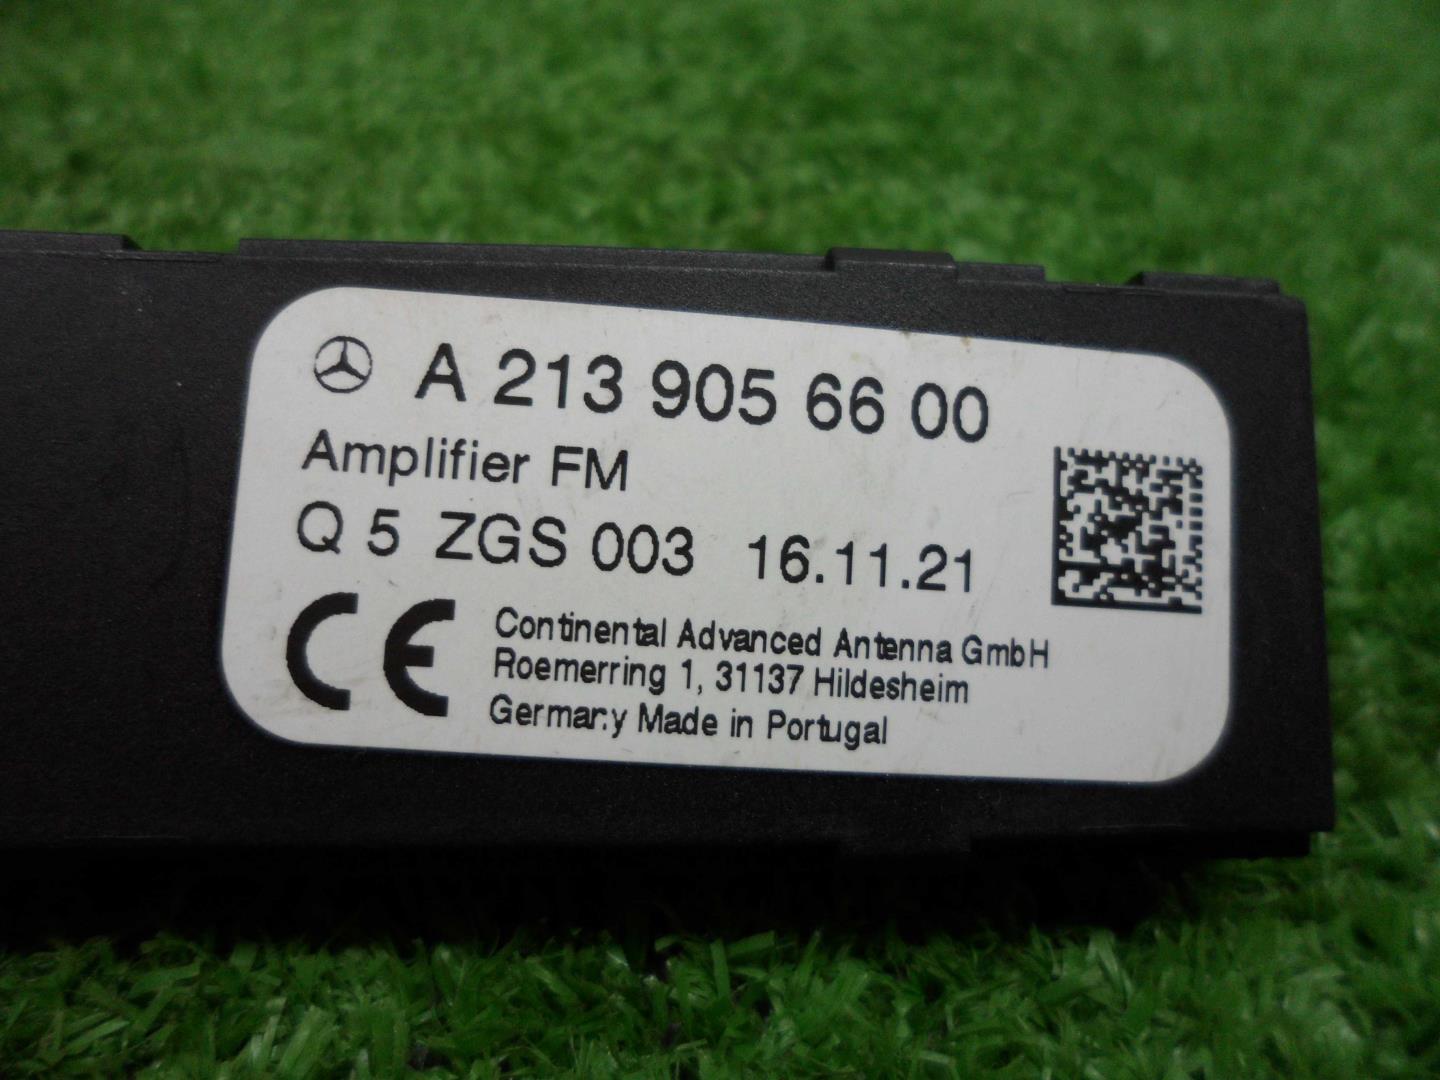 A 213 905 66 00
Amplifier FM
Q 5 ZGS 003 16.11.21
CE Continental Advanced Antenna GmbH
Roemerring 1, 31137 Hildesheim
Germany Made in Portugal